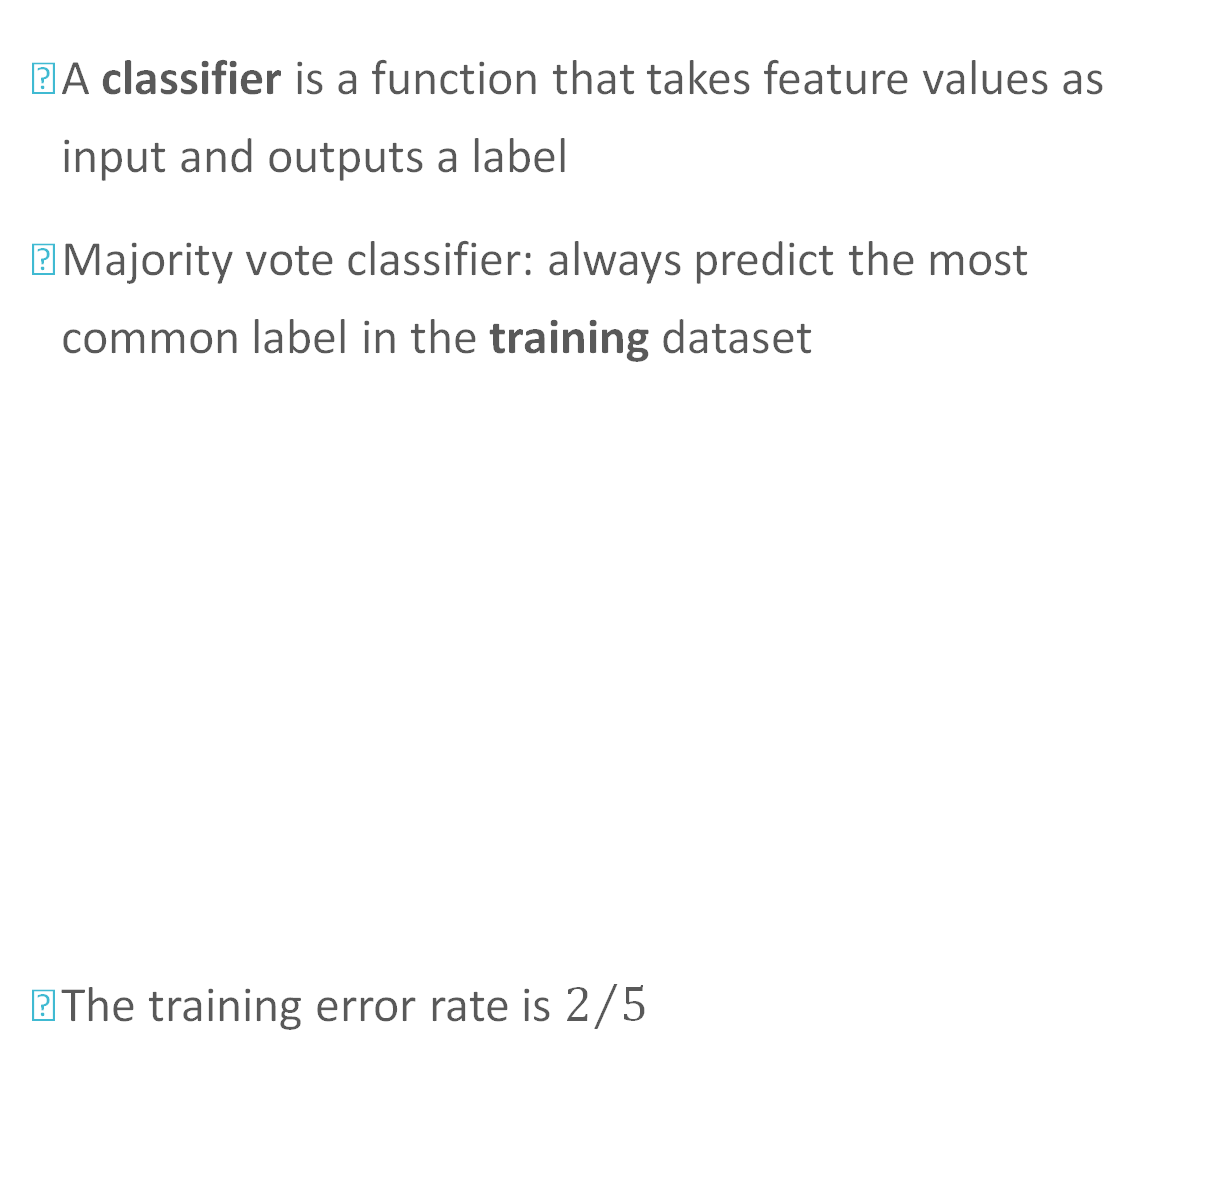 A classifier is a function that takes feature values as
input and outputs a label
Majority vote classifier: always predict the most
common label in the training dataset
The training error rate is 2/5